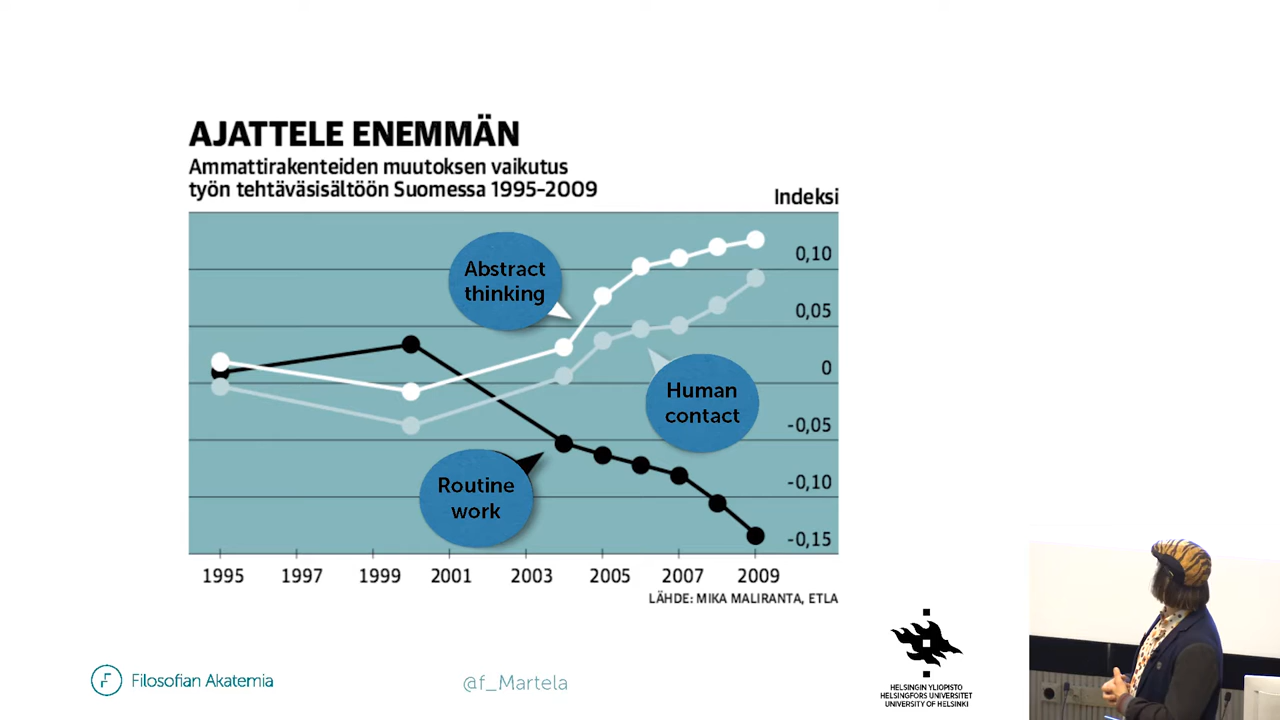 AJATTELE ENEMMÄN
Ammattirakenteiden muutoksen vaikutus
työn tehtäväsisältöön Suomessa 1995–2009
Indeksi
Abstract
thinking
0,10
0,05
0
Human
contact
-0,05
Routine
work
-0,10
-0,15
1995 1997 1999 2001 2003 2005 2007 2009
LÄHDE: MIKA MALIRANTA, ETLA
Filosofian Akatemia
@f_Martela
HELSINGIN YLIOPISTO
HELSINGFORS UNIVERSITET
UNIVERSITY OF HELSINKI